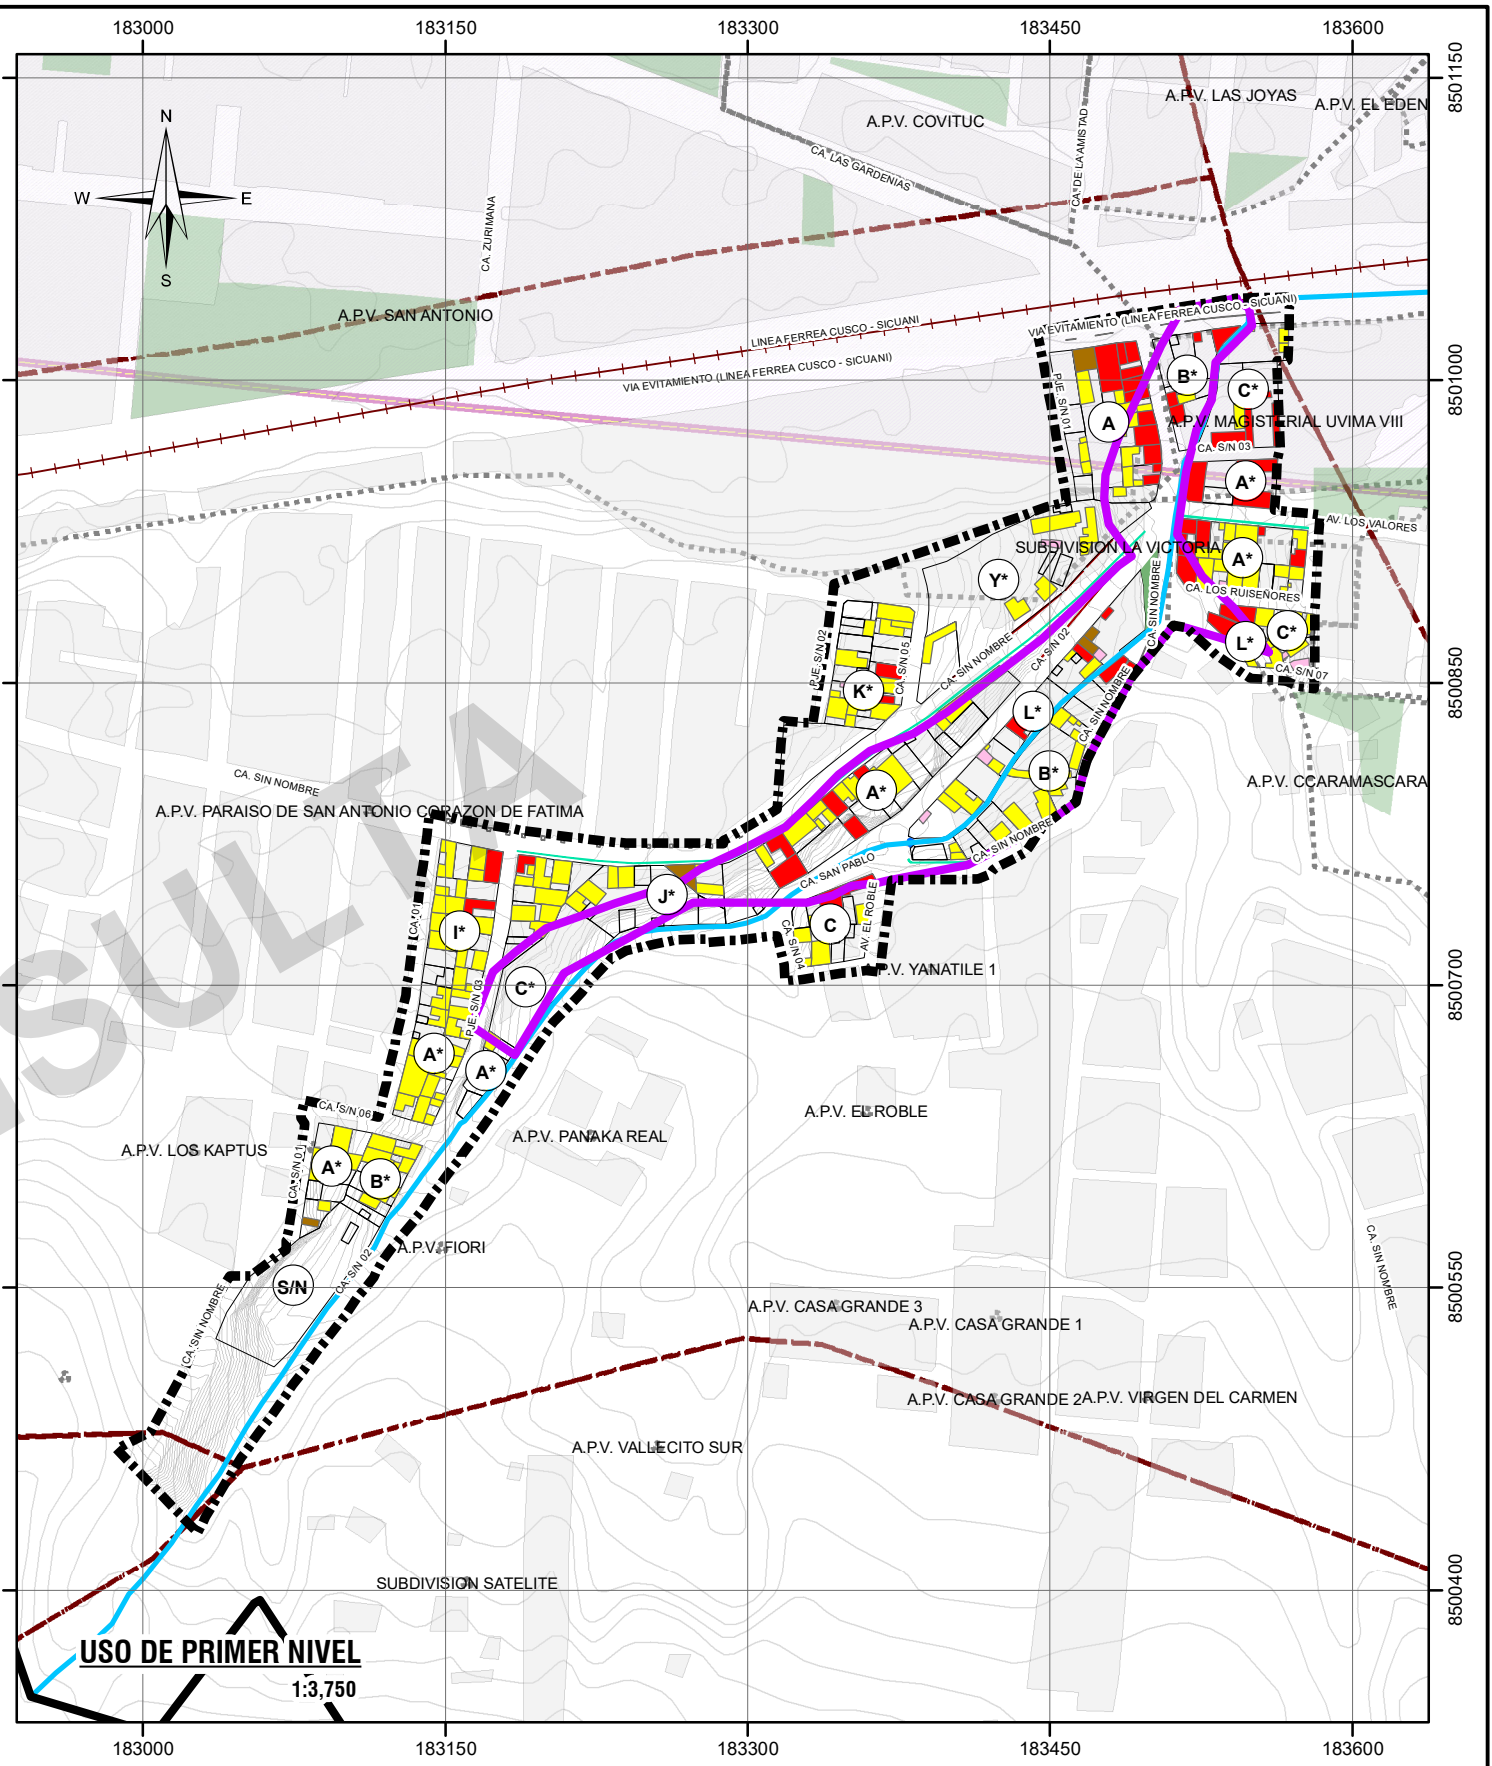 183000 183150 183300 183450 183600
8501150
A.P.V. LAS JOYAS
A.P.V. EL EDEN
A.P.V. COVITUC
N
CA. LAS GARDENIAS
CA. DE LA AMISTAD
W E
CA. ZURIMANA
S
A.P.V. SAN ANTONIO
LINEA FERREA CUSCO - SICUANI
VIA EVITAMIENTO (LINEA FERREA CUSCO - SICUANI)
VIA EVITAMIENTO (LINEA FERREA CUSCO - SICUANI)
8501000
PJE. S/N 01
B*
C*
A
A.P.V. MAGISTERIAL UVIMA VIII
CA. S/N 03
A*
AV. LOS VALORES
SUBDIVISION LA VICTORIA
A*
Y*
CA. SIN NOMBRE
CA. LOS RUISEÑORES
PJE. S/N 02
CA. S/N 05
CA. SIN NOMBRE
CA. S/N 02
L*
C*
CA. S/N 07
8500850
K*
L*
CA. SIN NOMBRE
CA. SIN NOMBRE
B*
A.P.V. CCARAMASCARA
A*
A.P.V. PARAISO DE SAN ANTONIO CORAZON DE FATIMA
CA. SIN NOMBRE
CA. SAN PABLO
J*
CA. 01
I*
C
CA. S/N 04
AV. EL ROBLE
.P.V. YANATILE 1
8500700
C*
PJE. S/N 03
A*
A*
CA. S/N 06
A.P.V. EL ROBLE
A.P.V. PANAKA REAL
A.P.V. LOS KAPTUS
CA. S/N 01
A*
B*
A.P.V. FIORI
CA. S/N 02
S/N
CA. SIN NOMBRE
CA. SIN NOMBRE
8500550
A.P.V. CASA GRANDE 3
A.P.V. CASA GRANDE 1
A.P.V. CASA GRANDE 2
A.P.V. VIRGEN DEL CARMEN
A.P.V. VALLECITO SUR
SUBDIVISION SATELITE
8500400
USO DE PRIMER NIVEL
1:3,750
183000 183150 183300 183450 183600
SULTA